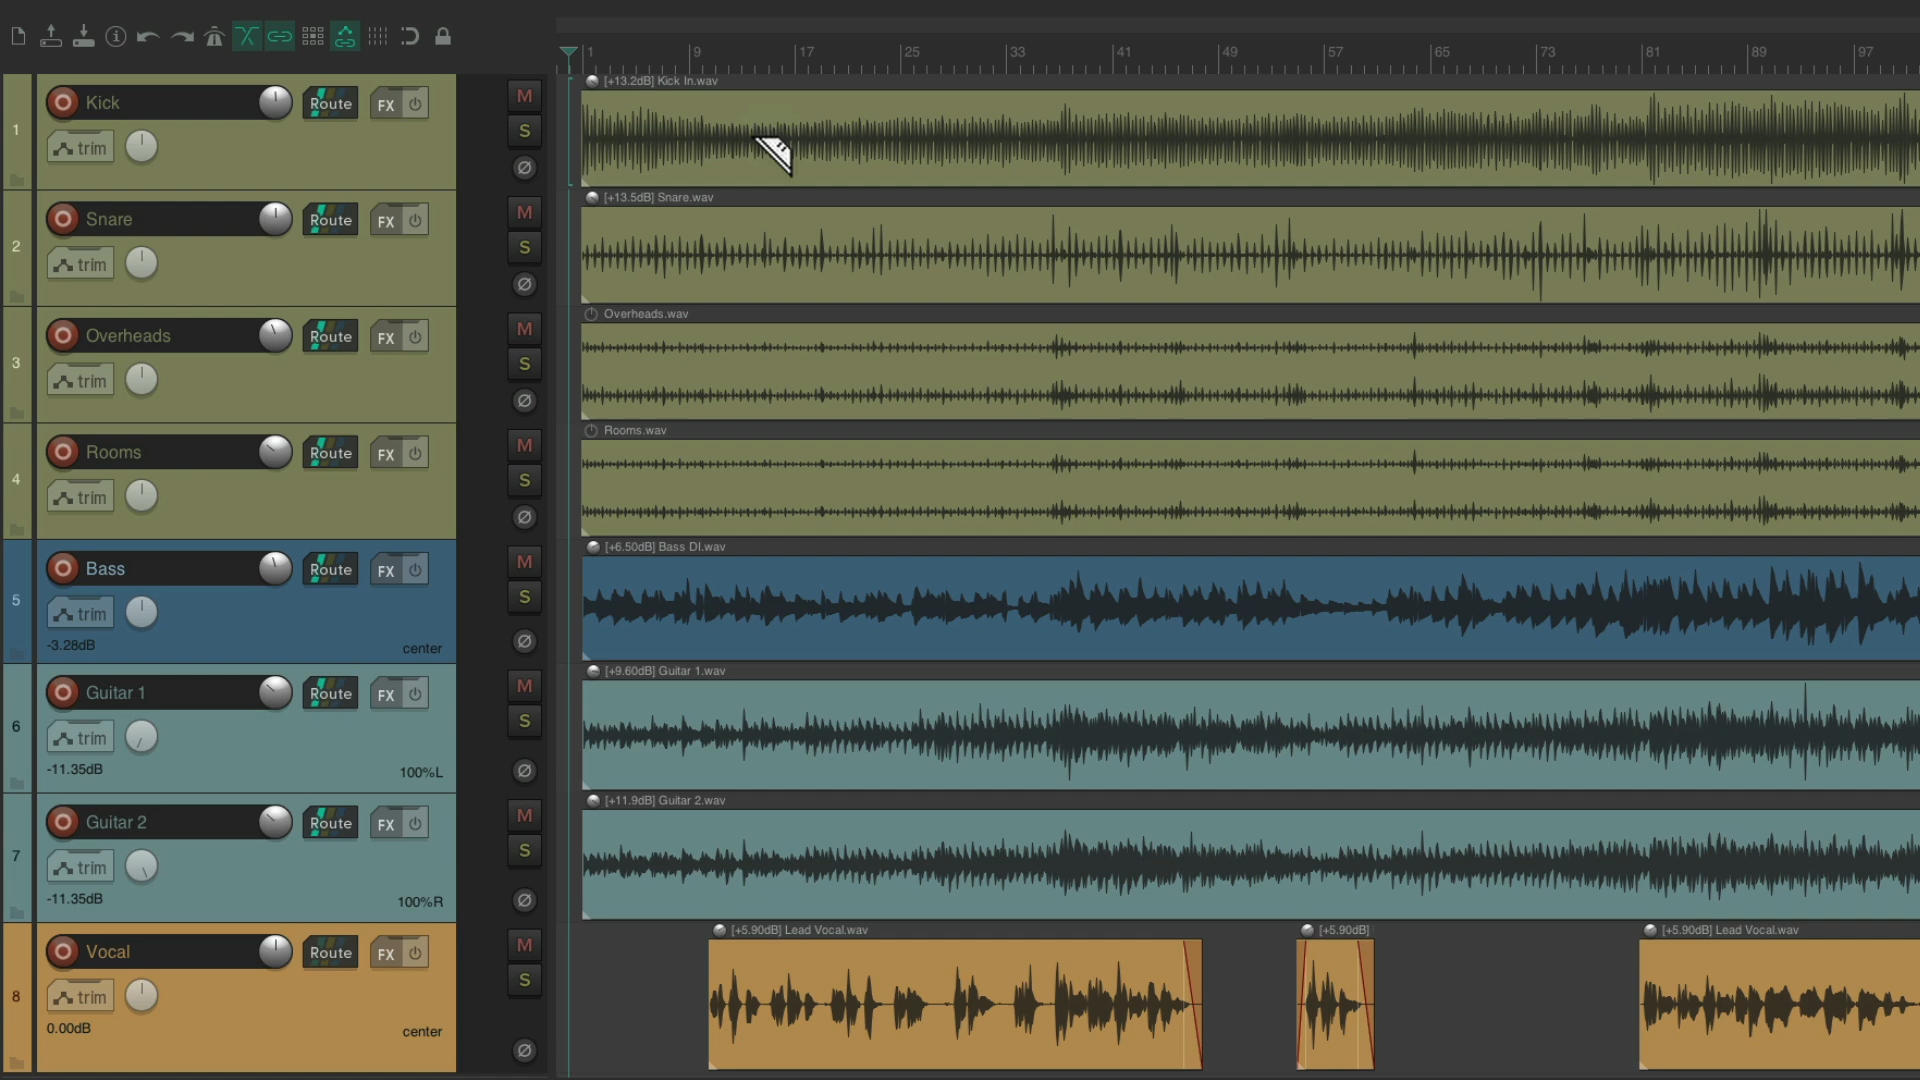 1 9 17 25 33 41 49 57 65 73 81 89 97
[+13.2dB] Kick In.wav
1 Kick Route FX M
trim S
Ø
[+13.5dB] Snare.wav
2 Snare Route FX M
trim S
Ø
Overheads.wav
3 Overheads Route FX M
trim S
Ø
Rooms.wav
4 Rooms Route FX M
trim S
Ø
[+6.50dB] Bass DI.wav
5 Bass Route FX M
trim S
-3.28dB center Ø
[+9.60dB] Guitar 1.wav
6 Guitar 1 Route FX M
trim S
-11.35dB 100%L Ø
[+11.9dB] Guitar 2.wav
7 Guitar 2 Route FX M
trim S
-11.35dB 100%R Ø
[+5.90dB] Lead Vocal.wav [+5.90dB] [+5.90dB] Lead Vocal.wav
8 Vocal Route FX M
trim S
0.00dB center Ø